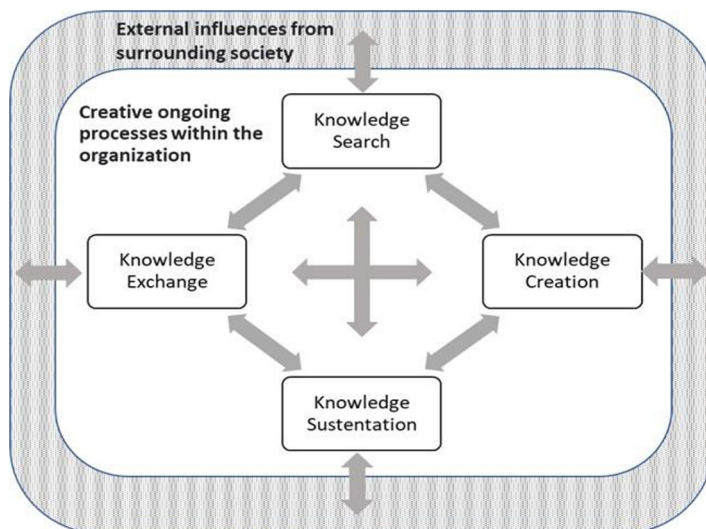 External influences from
surrounding society
Creative ongoing
processes within the
organization
Knowledge
Search
Knowledge
Exchange
Knowledge
Creation
Knowledge
Sustentation